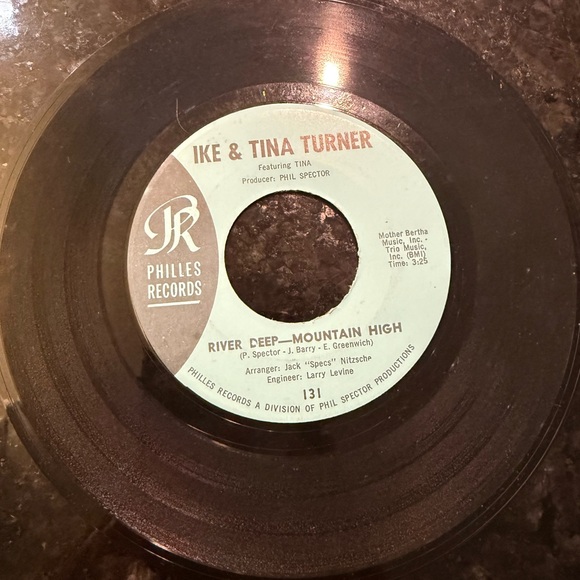 IKE & TINA TURNER
Featuring TINA
Producer: PHIL SPECTOR
PR
PHILLES
RECORDS
Mother Bertha
Music, Inc. -
Trio Music,
Inc. (BMI)
Time: 3:25
RIVER DEEP—MOUNTAIN HIGH
(P. Spector - J. Barry - E. Greenwich)
Arranger: Jack "Specs" Nitzsche
Engineer: Larry Levine
131
PHILLES RECORDS A DIVISION OF PHIL SPECTOR PRODUCTIONS